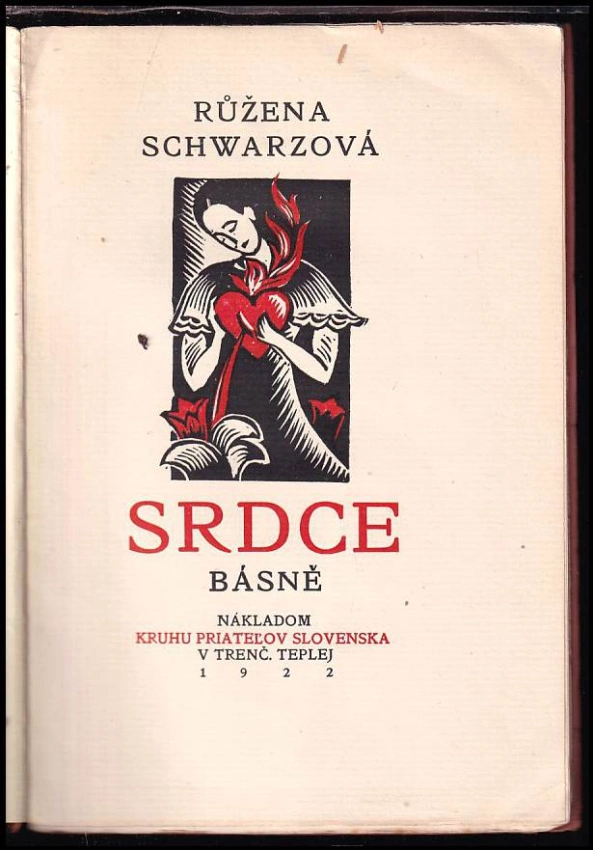 RŮŽENA
SCHWARZOVÁ
SRDCE
BÁSNĚ
NÁKLADOM
KRUHU PRIATEĽOV SLOVENSKA
V TRENČ. TEPLEJ
1 9 2 2